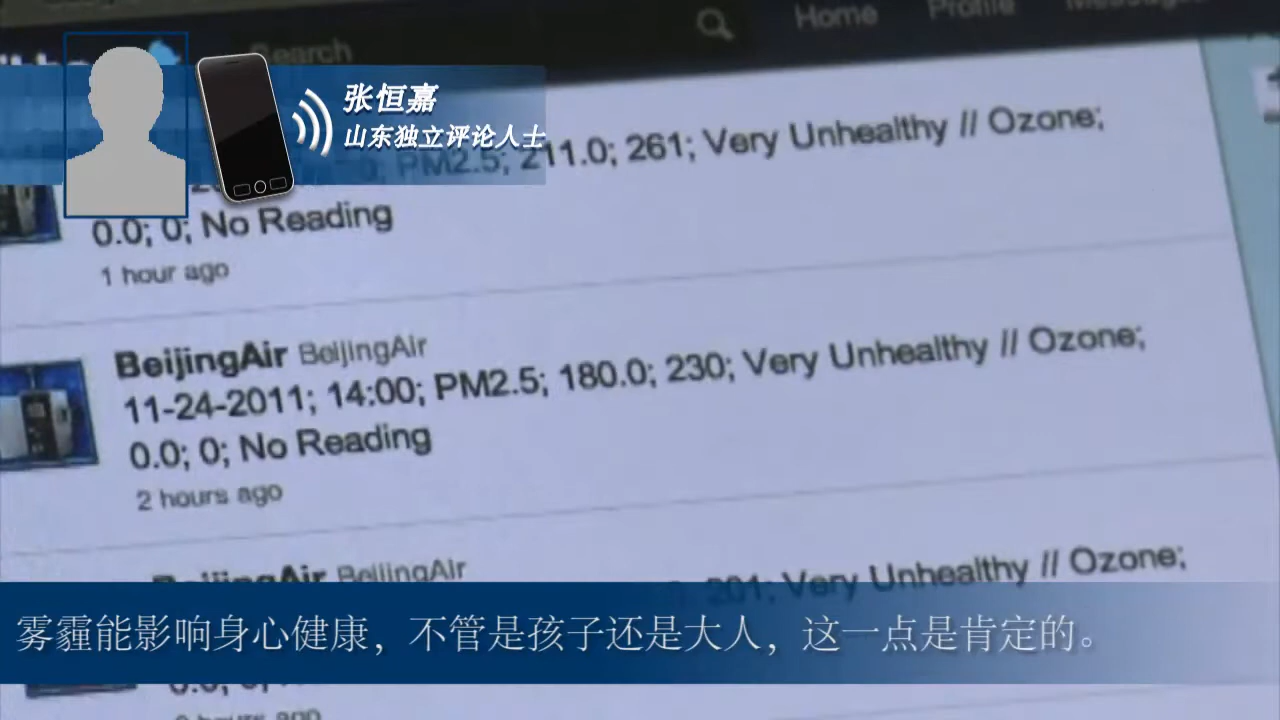 Home Profile
Search
张恒嘉
山东独立评论人士
PM2.5; 211.0; 261; Very Unhealthy // Ozone;
0.0; 0; No Reading
1 hour ago
BeijingAir BeijingAir
11-24-2011; 14:00; PM2.5; 180.0; 230; Very Unhealthy // Ozone;
0.0; 0; No Reading
2 hours ago
BeijingAir BeijingAir
201; Very Unhealthy // Ozone;
雾霾能影响身心健康，不管是孩子还是大人，这一点是肯定的。
hours ago